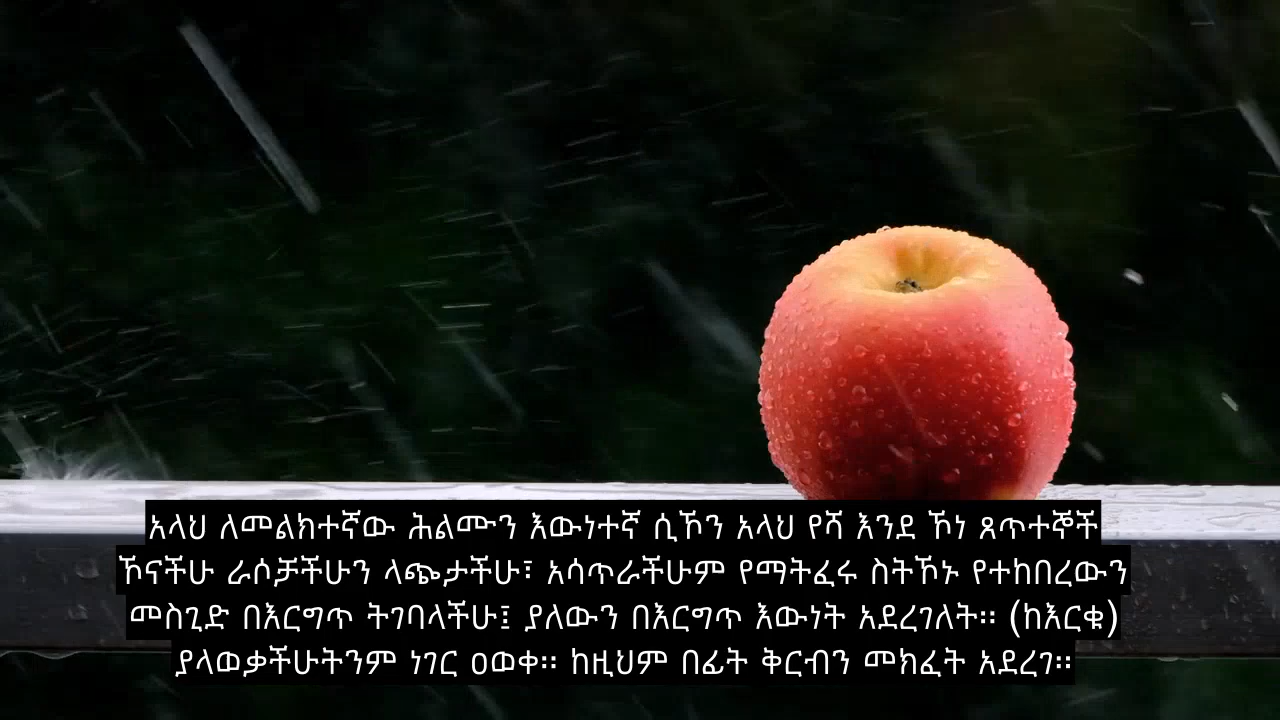 አላህ ለመልክተኛው ሕልሙን እውነተኛ ሲኾን አላህ የሻ እንደ ኾነ ጸጥተኞች
ኾናችሁ ራሶቻችሁን ላጭታችሁ፣ አሳጥራችሁም የማትፈሩ ስትኾኑ የተከበረውን
መስጊድ በእርግጥ ትገባላችሁ፤ ያለውን በእርግጥ እውነት አደረገለት፡፡ (ከእርቁ)
ያላወቃችሁትንም ነገር ዐወቀ፡፡ ከዚህም በፊት ቅርብን መክፈት አደረገ፡፡